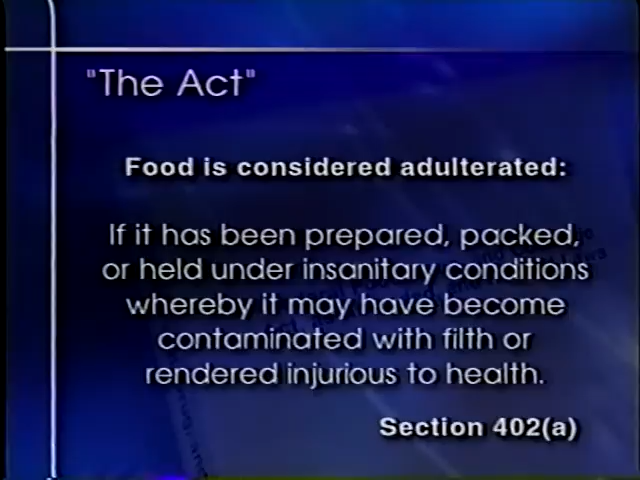 "The Act"
Food is considered adulterated:
If it has been prepared, packed,
or held under insanitary conditions
whereby it may have become
contaminated with filth or
rendered injurious to health.
Section 402(a)